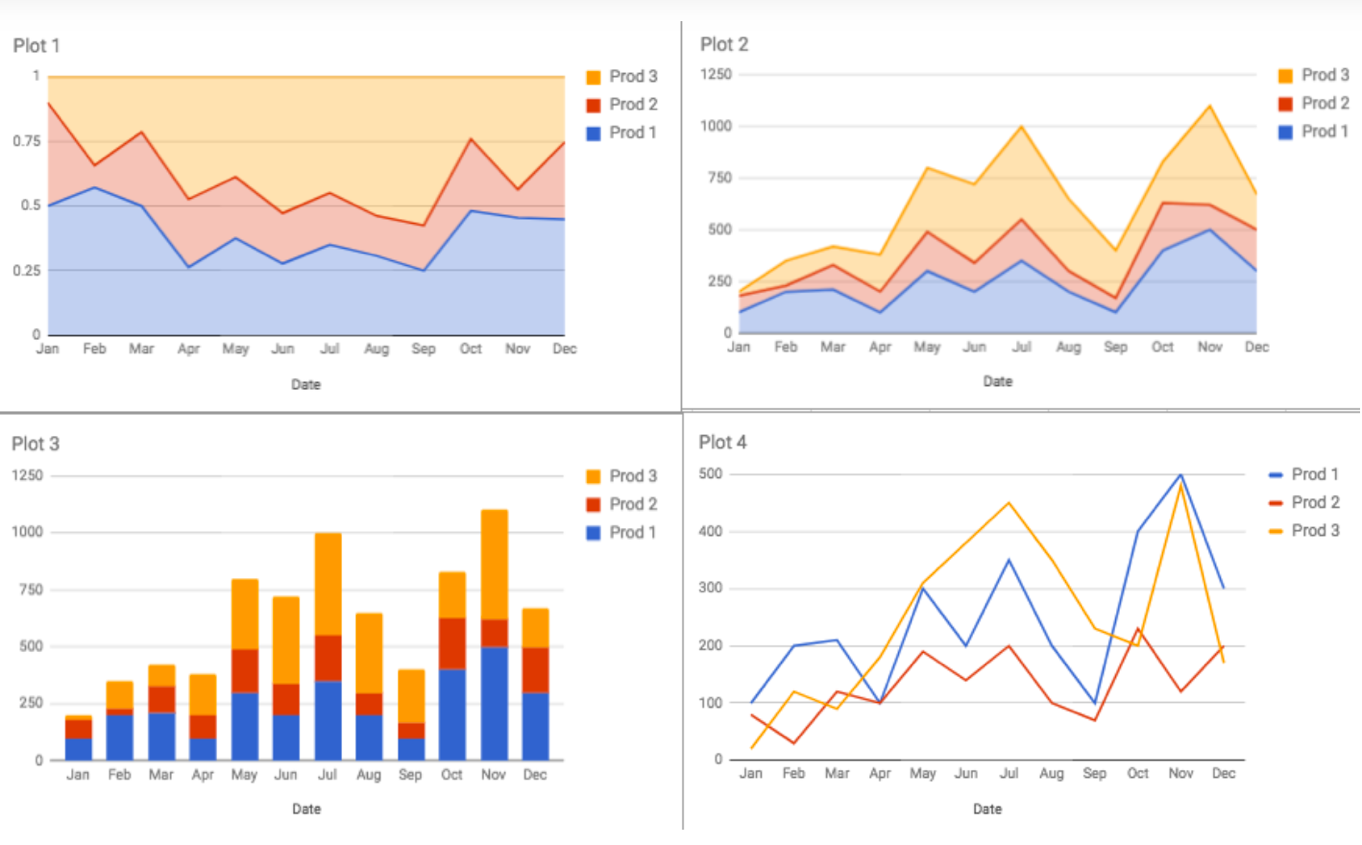 Plot 1
1
0.75
0.5
0.25
0
Jan Feb Mar Apr May Jun Jul Aug Sep Oct Nov Dec
Date
Prod 3
Prod 2
Prod 1
Plot 2
1250
1000
750
500
250
0
Jan Feb Mar Apr May Jun Jul Aug Sep Oct Nov Dec
Date
Prod 3
Prod 2
Prod 1
Plot 3
1250
1000
750
500
250
0
Jan Feb Mar Apr May Jun Jul Aug Sep Oct Nov Dec
Date
Prod 3
Prod 2
Prod 1
Plot 4
500
400
300
200
100
0
Jan Feb Mar Apr May Jun Jul Aug Sep Oct Nov Dec
Date
Prod 1
Prod 2
Prod 3